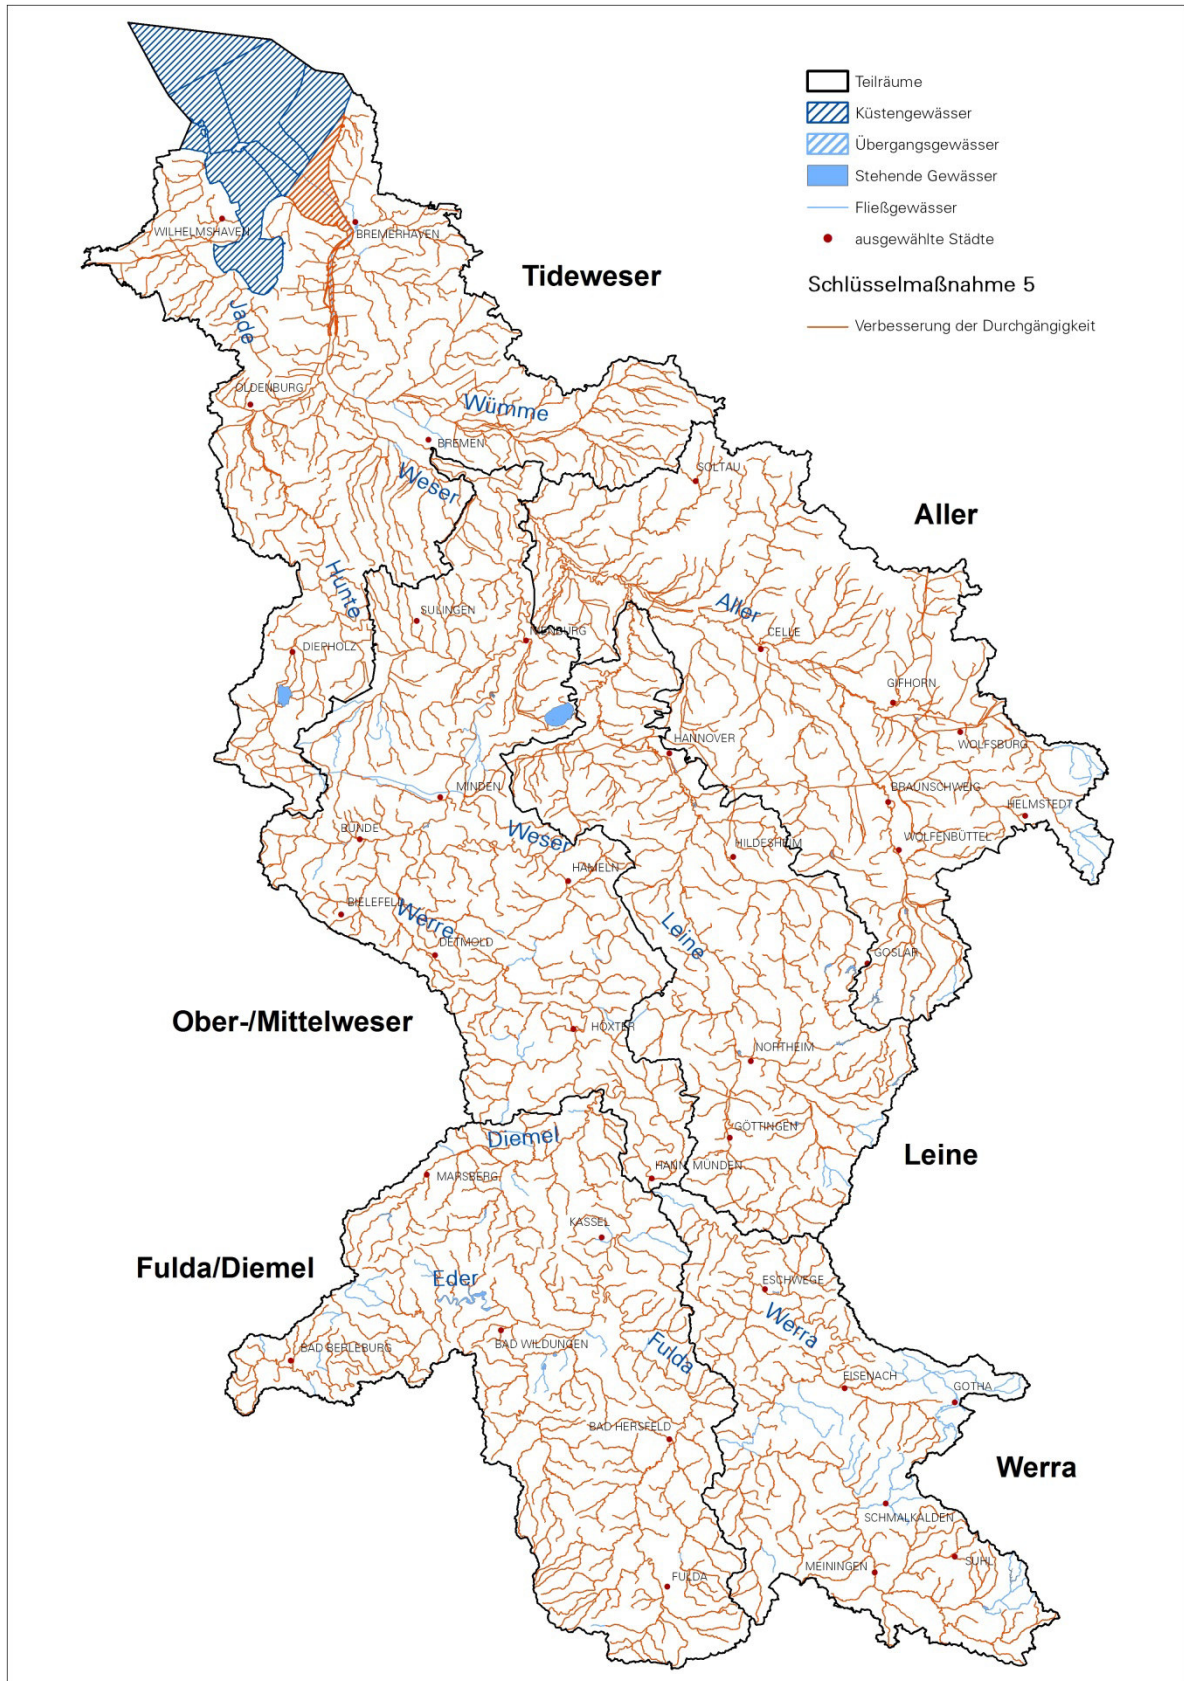 Teilräume
Küstengewässer
Übergangsgewässer
Stehende Gewässer
Fließgewässer
ausgewählte Städte
Schlüsselmaßnahme 5
Verbesserung der Durchgängigkeit
WILHELMSHAVEN
BREMERHAVEN
Tideweser
Jade
OLDENBURG
Wümme
BREMEN
Weser
SOLTAU
Aller
Hunte
SULINGEN
Aller
NIENBURG
CELLE
DIEPHOLZ
GIFHORN
HANNOVER
WOLFSBURG
MINDEN
BRAUNSCHWEIG
HELMSTEDT
BÜNDE
Weser
WOLFENBÜTTEL
HILDESHEIM
HAMELN
BIELEFELD
Werre
Leine
DETMOLD
GOSLAR
Ober-/Mittelweser
HÖXTER
NORTHEIM
GÖTTINGEN
Diemel
Leine
MARSBERG
HANN. MÜNDEN
KASSEL
Fulda/Diemel
Eder
ESCHWEGE
Werra
BAD BERLEBURG
BAD WILDUNGEN
Fulda
EISENACH
GOTHA
BAD HERSFELD
Werra
SCHMALKALDEN
SUHL
MEININGEN
FULDA